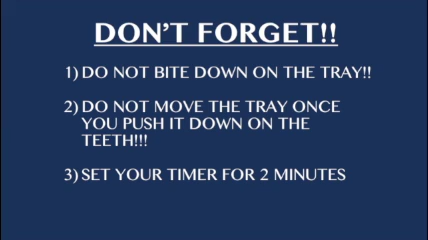 DON'T FORGET!!
1) DO NOT BITE DOWN ON THE TRAY!!
2) DO NOT MOVE THE TRAY ONCE
YOU PUSH IT DOWN ON THE
TEETH!!!
3) SET YOUR TIMER FOR 2 MINUTES